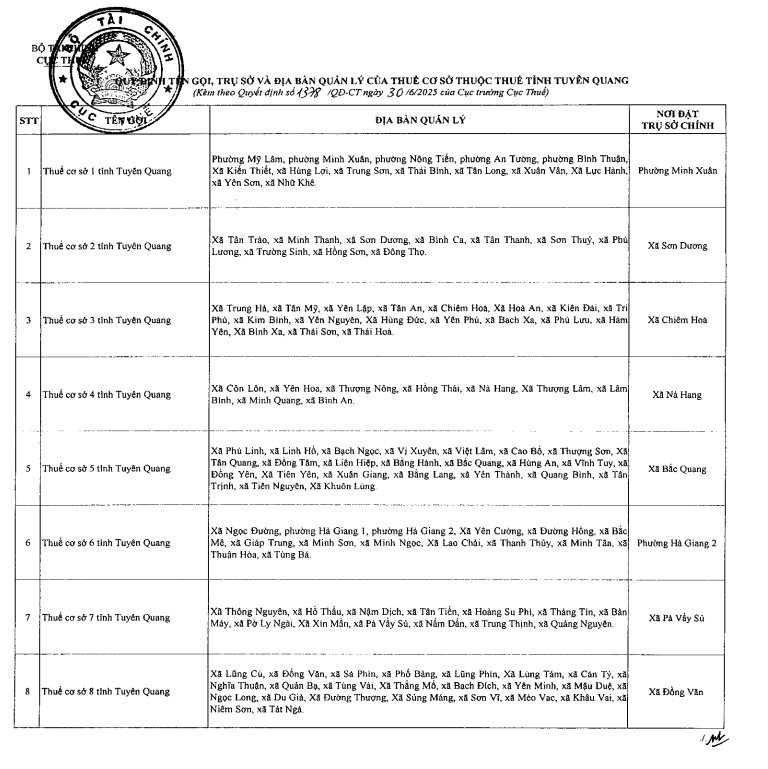 BỘ TÀI CHÍNH
CỤC THUẾ
QUY ĐỊNH TÊN GỌI, TRỤ SỞ VÀ ĐỊA BÀN QUẢN LÝ CỦA THUẾ CƠ SỞ THUỘC THUẾ TỈNH TUYÊN QUANG
(Kèm theo Quyết định số 1378 /QĐ-CT ngày 30 /6/2025 của Cục trưởng Cục Thuế)
STT TÊN GỌI ĐỊA BÀN QUẢN LÝ NƠI ĐẶT
TRỤ SỞ CHÍNH
1 Thuế cơ sở 1 tỉnh Tuyên Quang
Phường Mỹ Lâm, phường Minh Xuân, phường Nông Tiến, phường An Tường, phường Bình Thuận,
Xã Kiến Thiết, xã Hùng Lợi, xã Trung Sơn, xã Thái Bình, xã Tân Long, xã Xuân Vân, Xã Lực Hành,
xã Yên Sơn, xã Nhữ Khê.
Phường Minh Xuân
2 Thuế cơ sở 2 tỉnh Tuyên Quang
Xã Tân Trào, xã Minh Thanh, xã Sơn Dương, xã Bình Ca, xã Tân Thanh, xã Sơn Thuỷ, xã Phú
Lương, xã Trường Sinh, xã Hồng Sơn, xã Đông Thọ.
Xã Sơn Dương
3 Thuế cơ sở 3 tỉnh Tuyên Quang
Xã Trung Hà, xã Tân Mỹ, xã Yên Lập, xã Tân An, xã Chiêm Hoá, Xã Hoà An, xã Kiên Đài, xã Tri
Phú, xã Kim Bình, xã Yên Nguyên, Xã Hùng Đức, xã Yên Phú, xã Bạch Xa, xã Phù Lưu, xã Hàm
Yên, Xã Bình Xa, xã Thái Sơn, xã Thái Hoà.
Xã Chiêm Hoá
4 Thuế cơ sở 4 tỉnh Tuyên Quang
Xã Côn Lôn, xã Yên Hoa, xã Thượng Nông, xã Hồng Thái, xã Nà Hang, Xã Thượng Lâm, xã Lâm
Bình, xã Minh Quang, xã Bình An.
Xã Nà Hang
5 Thuế cơ sở 5 tỉnh Tuyên Quang
Xã Phú Linh, xã Linh Hồ, xã Bạch Ngọc, xã Vị Xuyên, xã Việt Lâm, xã Cao Bồ, xã Thượng Sơn, Xã
Tân Quang, xã Đồng Tâm, xã Liên Hiệp, xã Bằng Hành, xã Bắc Quang, xã Hùng An, xã Vĩnh Tuy, xã
Đồng Yên, Xã Tiên Yên, xã Xuân Giang, xã Bằng Lang, xã Yên Thành, xã Quang Bình, xã Tân
Trịnh, xã Tiên Nguyên, Xã Khuôn Lùng.
Xã Bắc Quang
6 Thuế cơ sở 6 tỉnh Tuyên Quang
Xã Ngọc Đường, phường Hà Giang 1, phường Hà Giang 2, Xã Yên Cường, xã Đường Hồng, xã Bắc
Mê, xã Giáp Trung, xã Minh Sơn, xã Minh Ngọc, Xã Lao Chải, xã Thanh Thủy, xã Minh Tân, xã
Thuận Hòa, xã Tùng Bá.
Phường Hà Giang 2
7 Thuế cơ sở 7 tỉnh Tuyên Quang
Xã Thông Nguyên, xã Hồ Thầu, xã Nậm Dịch, xã Tân Tiến, xã Hoàng Su Phì, xã Thàng Tín, xã Bản
Máy, xã Pờ Ly Ngài, Xã Xín Mần, xã Pà Vầy Sủ, xã Nấm Dẩn, xã Trung Thịnh, xã Quảng Nguyên.
Xã Pà Vầy Sủ
8 Thuế cơ sở 8 tỉnh Tuyên Quang
Xã Lũng Cú, xã Đồng Văn, xã Sà Phìn, xã Phố Bảng, xã Lũng Phìn, Xã Lùng Tám, xã Cán Tỷ, xã
Nghĩa Thuận, xã Quản Bạ, xã Tùng Vài, Xã Thắng Mố, xã Bạch Đích, xã Yên Minh, xã Mậu Duệ, xã
Ngọc Long, xã Du Già, Xã Đường Thượng, Xã Sủng Máng, xã Sơn Vĩ, xã Mèo Vạc, xã Khâu Vai, xã
Niêm Sơn, xã Tát Ngà.
Xã Đồng Văn